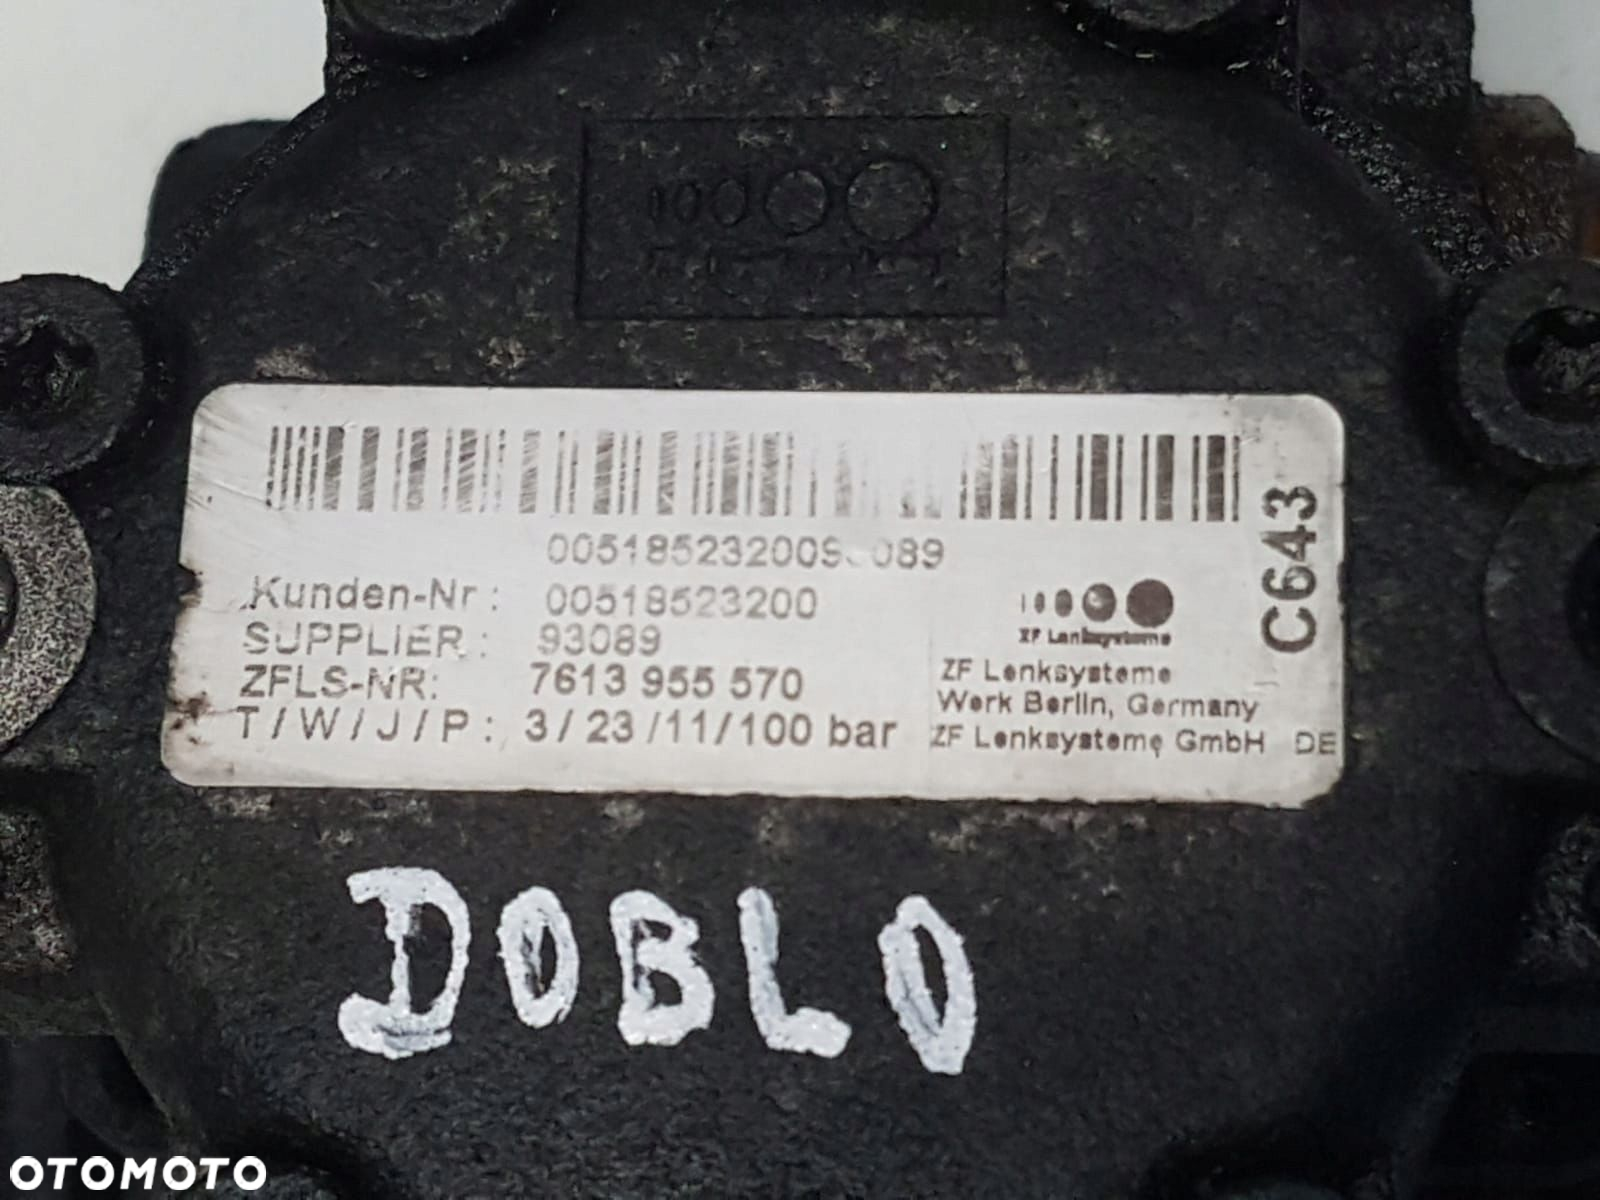 0051852320093089
Kunden-Nr: 00518523200
SUPPLIER: 93089
ZFLS-NR: 7613 955 570
T / W / J / P : 3 / 23 /11/100 bar
ZF Lenksysteme
ZF Lenksysteme
Werk Berlin, Germany
ZF Lenksysteme GmbH DE
C643
DOBLO
OTOMOTO